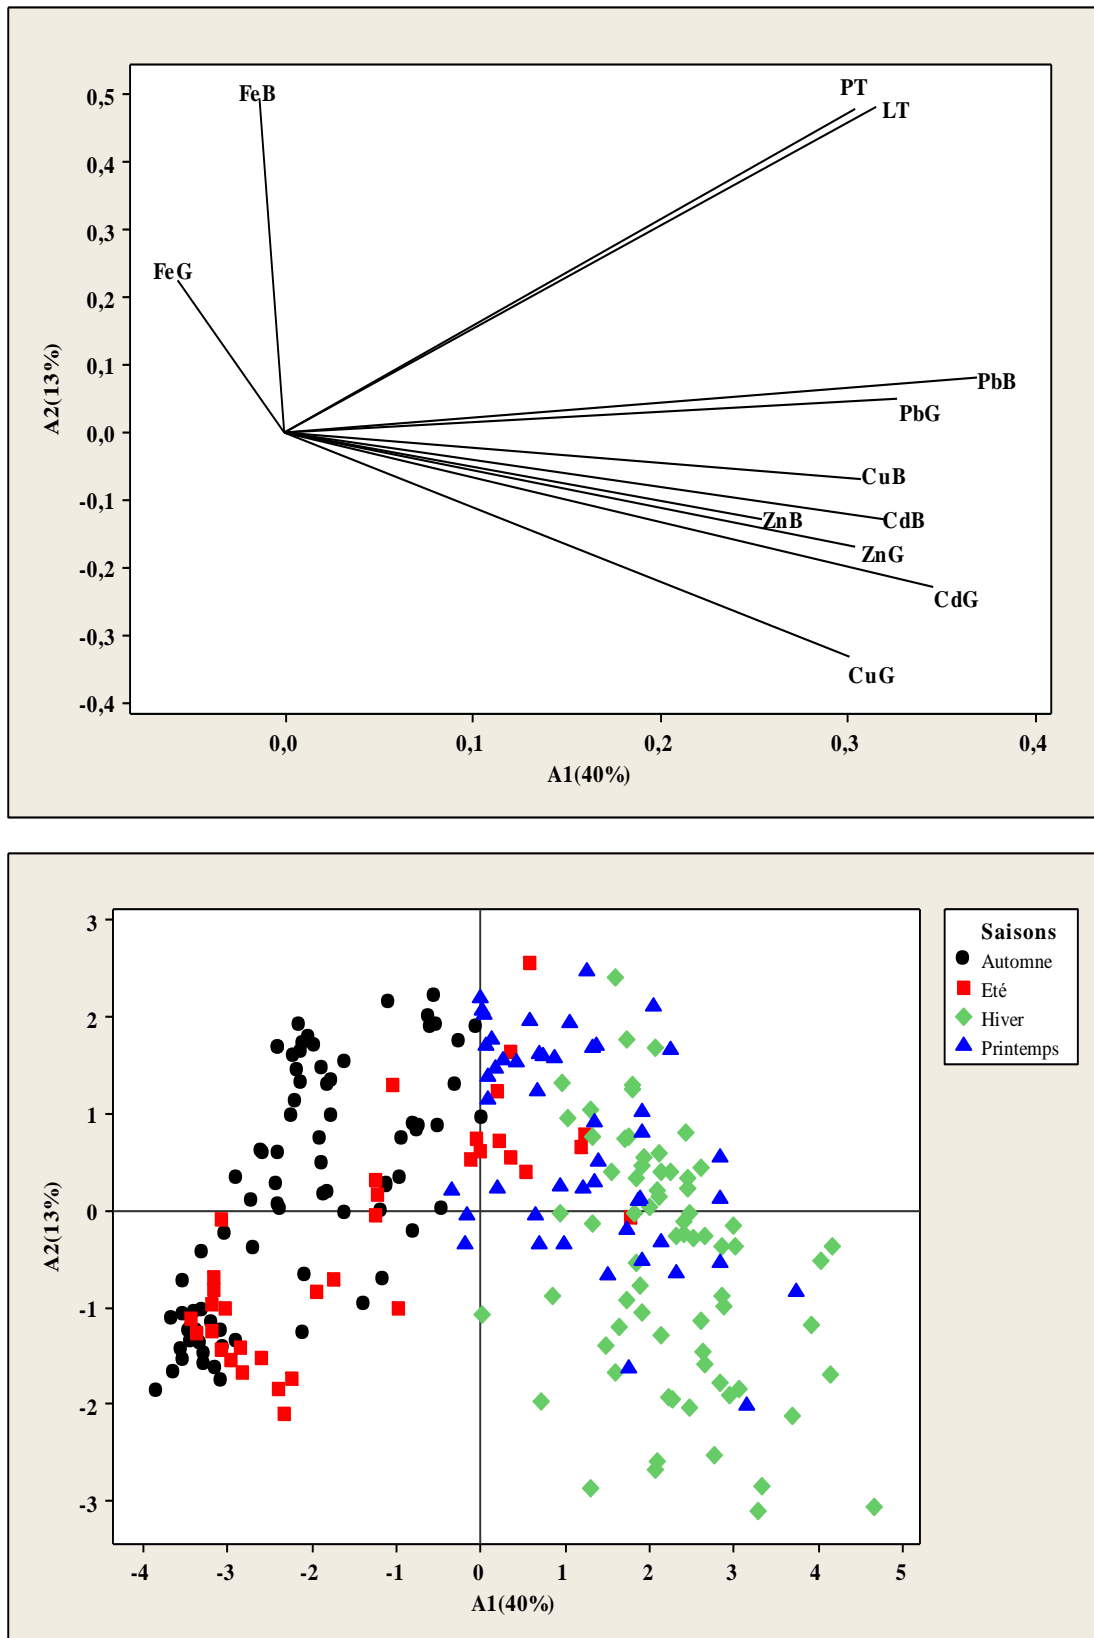 0,5
0,4
0,3
0,2
0,1
0,0
-0,1
-0,2
-0,3
-0,4
A2(13%)
FeB
FeG
PT
LT
PbB
PbG
CuB
CdB
ZnB
ZnG
CdG
CuG
0,0 0,1 0,2 0,3 0,4
A1(40%)
3
2
1
0
-1
-2
-3
A2(13%)
-4 -3 -2 -1 0 1 2 3 4 5
A1(40%)
Saisons
Automne
Eté
Hiver
Printemps